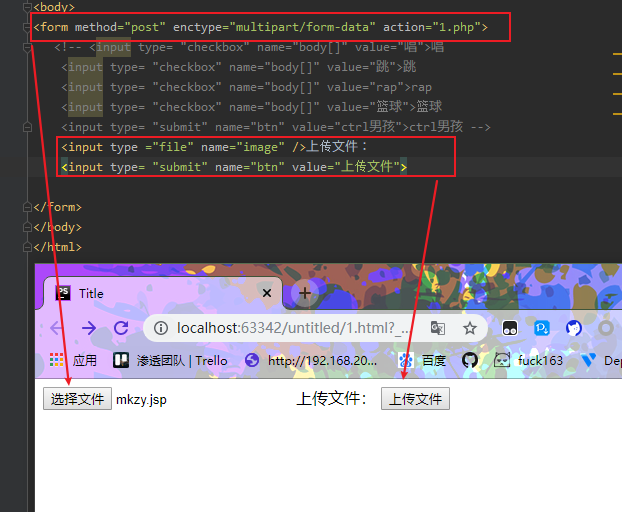 <body>
<form method="post" enctype="multipart/form-data" action="1.php">
<!-- <input type= "checkbox" name="body[]" value="唱">唱
<input type= "checkbox" name="body[]" value="跳">跳
<input type= "checkbox" name="body[]" value="rap">rap
<input type= "checkbox" name="body[]" value="篮球">篮球
<input type= "submit" name="btn" value="ctrl男孩">ctrl男孩 -->
<input type ="file" name="image" />上传文件：
<input type= "submit" name="btn" value="上传文件">
</form>
</body>
</html>
PS Title
localhost:63342/untitled/1.html?_...
应用 渗透团队 | Trello http://192.168.20... 百度 fuck163 Dep
选择文件 mkzy.jsp 上传文件： 上传文件